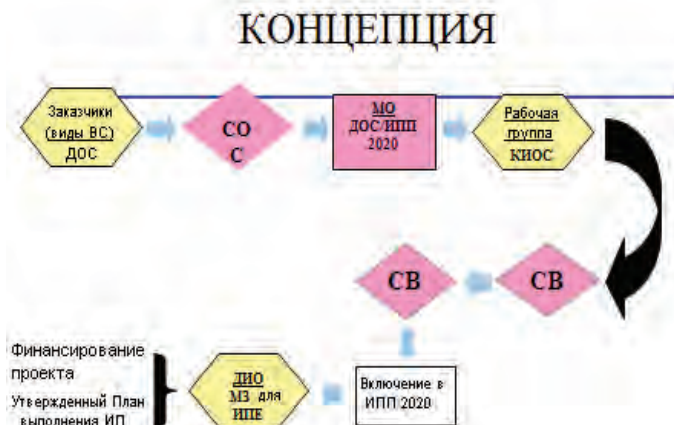 КОНЦЕПЦИЯ
Заказчики
(виды ВС)
ДОС
СО
С
МО
ДОС/ИПП
2020
Рабочая
группа
КИОС
СВ
СВ
Финансирование
проекта
Утвержденный План
выполнения ИП
ДИО
МЗ для
ИПЕ
Включение в
ИПП 2020